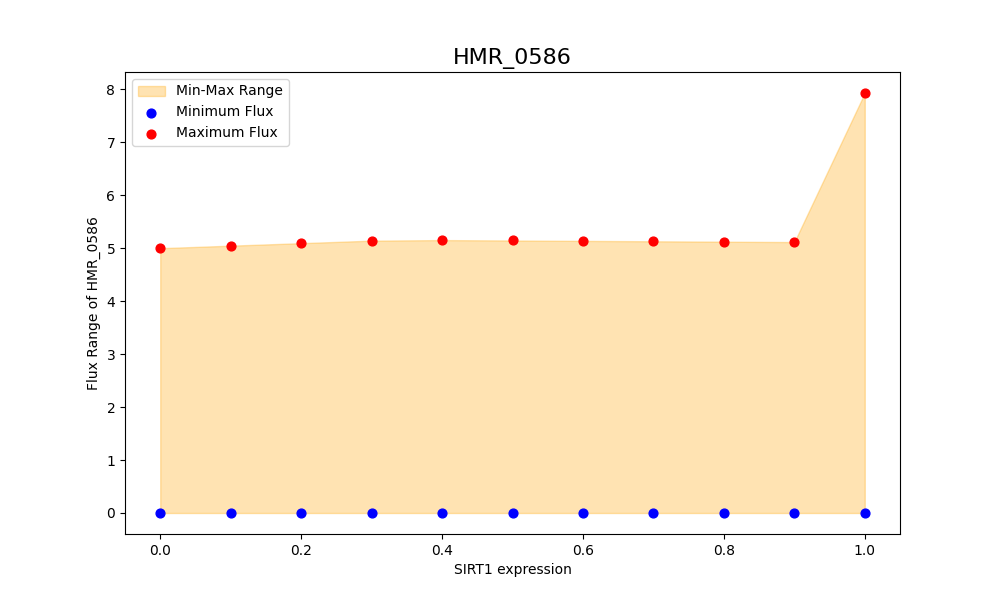 HMR_0586
Min-Max Range
Minimum Flux
Maximum Flux
Flux Range of HMR_0586
8
7
6
5
4
3
2
1
0
0.0 0.2 0.4 0.6 0.8 1.0
SIRT1 expression